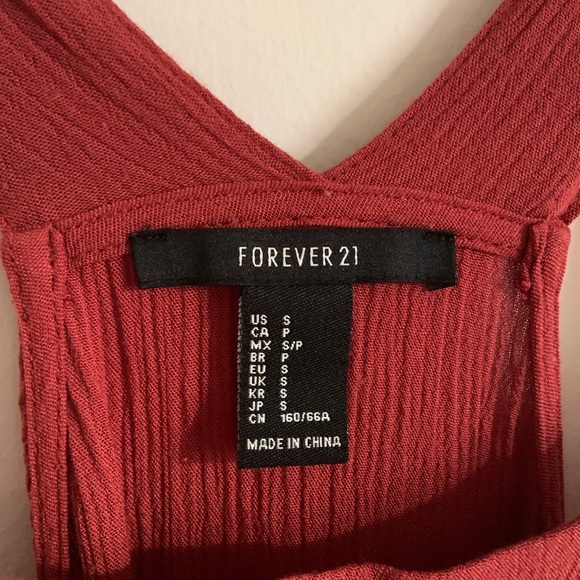 FOREVER 21
US S
CA P
MX S/P
BR P
EU S
UK S
KR S
JP S
CN 160/66A
MADE IN CHINA